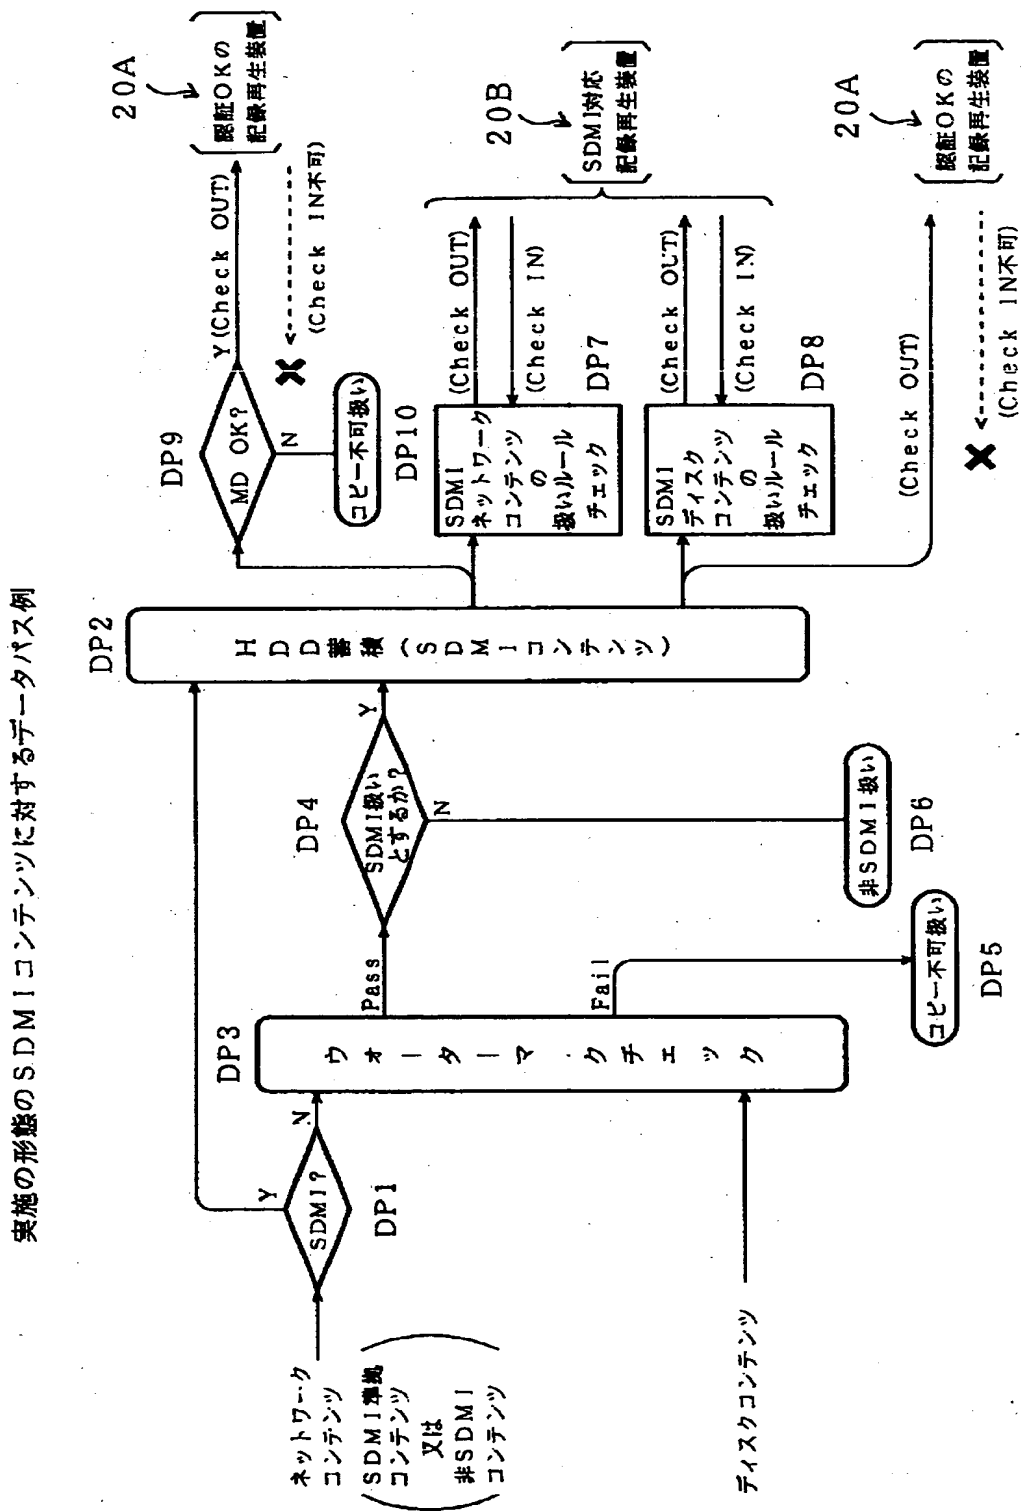 実施の形態のSDMIコンテンツに対するデータパス例
ネットワーク
コンテンツ
SDMI準拠
コンテンツ
又は
非SDMI
コンテンツ
ディスクコンテンツ
SDMI?
DP1
Y
N
DP3
ウォーターマークチェック
Pass
Fail
コピー不可扱い
DP5
DP4
SDMI扱い
とするか?
Y
N
非SDMI扱い
DP6
DP2
HDD蓄積(SDMIコンテンツ)
DP9
MD OK?
Y(Check OUT)
N
コピー不可扱い
DP10
(Check IN不可)
20A
認証OKの
記録再生装置
SDMI
ネットワーク
コンテンツ
の
扱いルール
チェック
DP7
(Check OUT)
(Check IN)
SDMI
ディスク
コンテンツ
の
扱いルール
チェック
DP8
(Check OUT)
(Check IN)
20B
SDMI対応
記録再生装置
(Check OUT)
(Check IN不可)
20A
認証OKの
記録再生装置